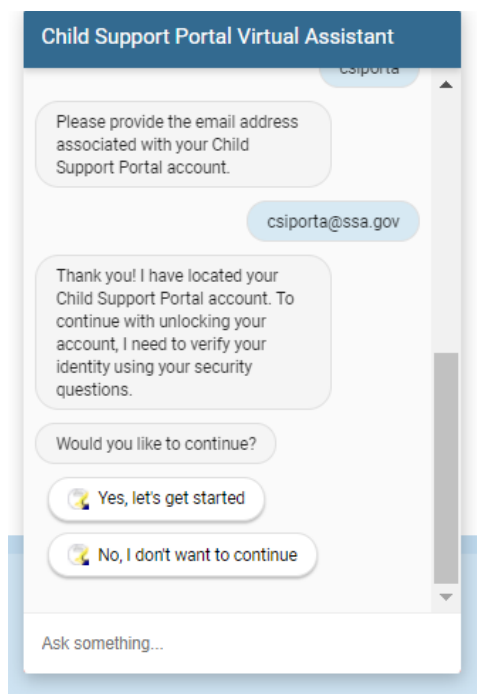 Child Support Portal Virtual Assistant
csiporta
Please provide the email address
associated with your Child
Support Portal account.
csiporta@ssa.gov
Thank you! I have located your
Child Support Portal account. To
continue with unlocking your
account, I need to verify your
identity using your security
questions.
Would you like to continue?
Yes, let's get started
No, I don't want to continue
Ask something...